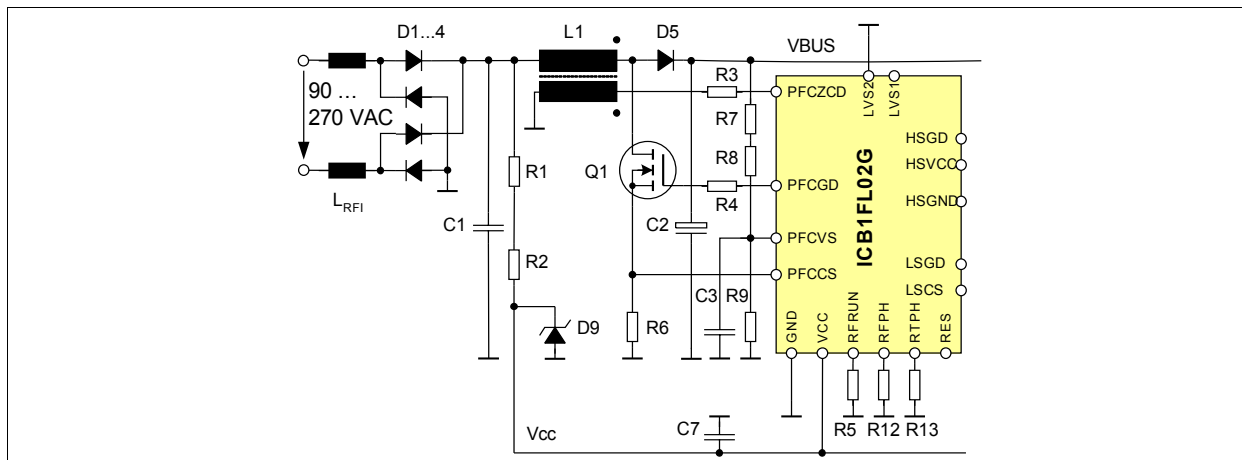 D1...4
L1
D5
VBUS
90 ...
270 VAC
R3
PFCZCD
LVS2
LVS1
R7
HSGD
R8
HSVCC
R1
Q1
R4
PFCGD
HSGND
L_RFI
C1
C2
ICB1FL02G
PFCVS
R2
PFCCS
LSGD
LSCS
C3
R9
D9
R6
GND
VCC
RFRUN
RFPH
RTPH
RES
Vcc
C7
R5
R12
R13